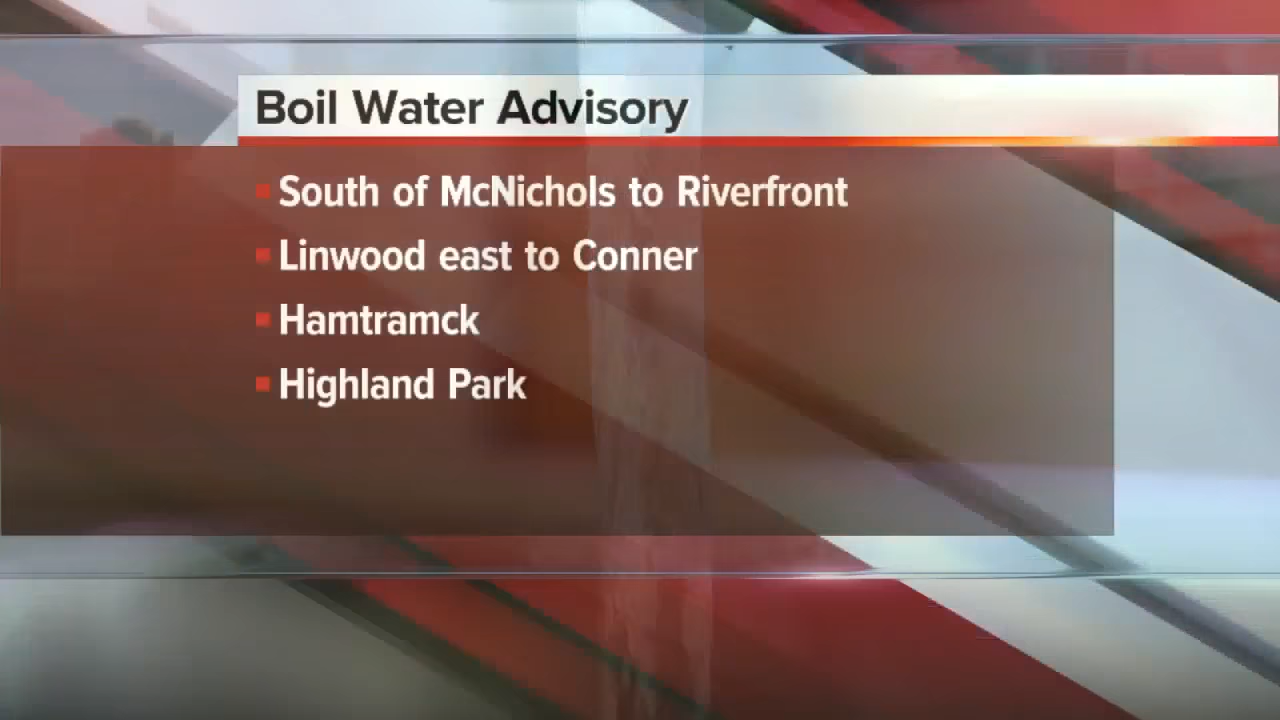 Boil Water Advisory
South of McNichols to Riverfront
Linwood east to Conner
Hamtramck
Highland Park